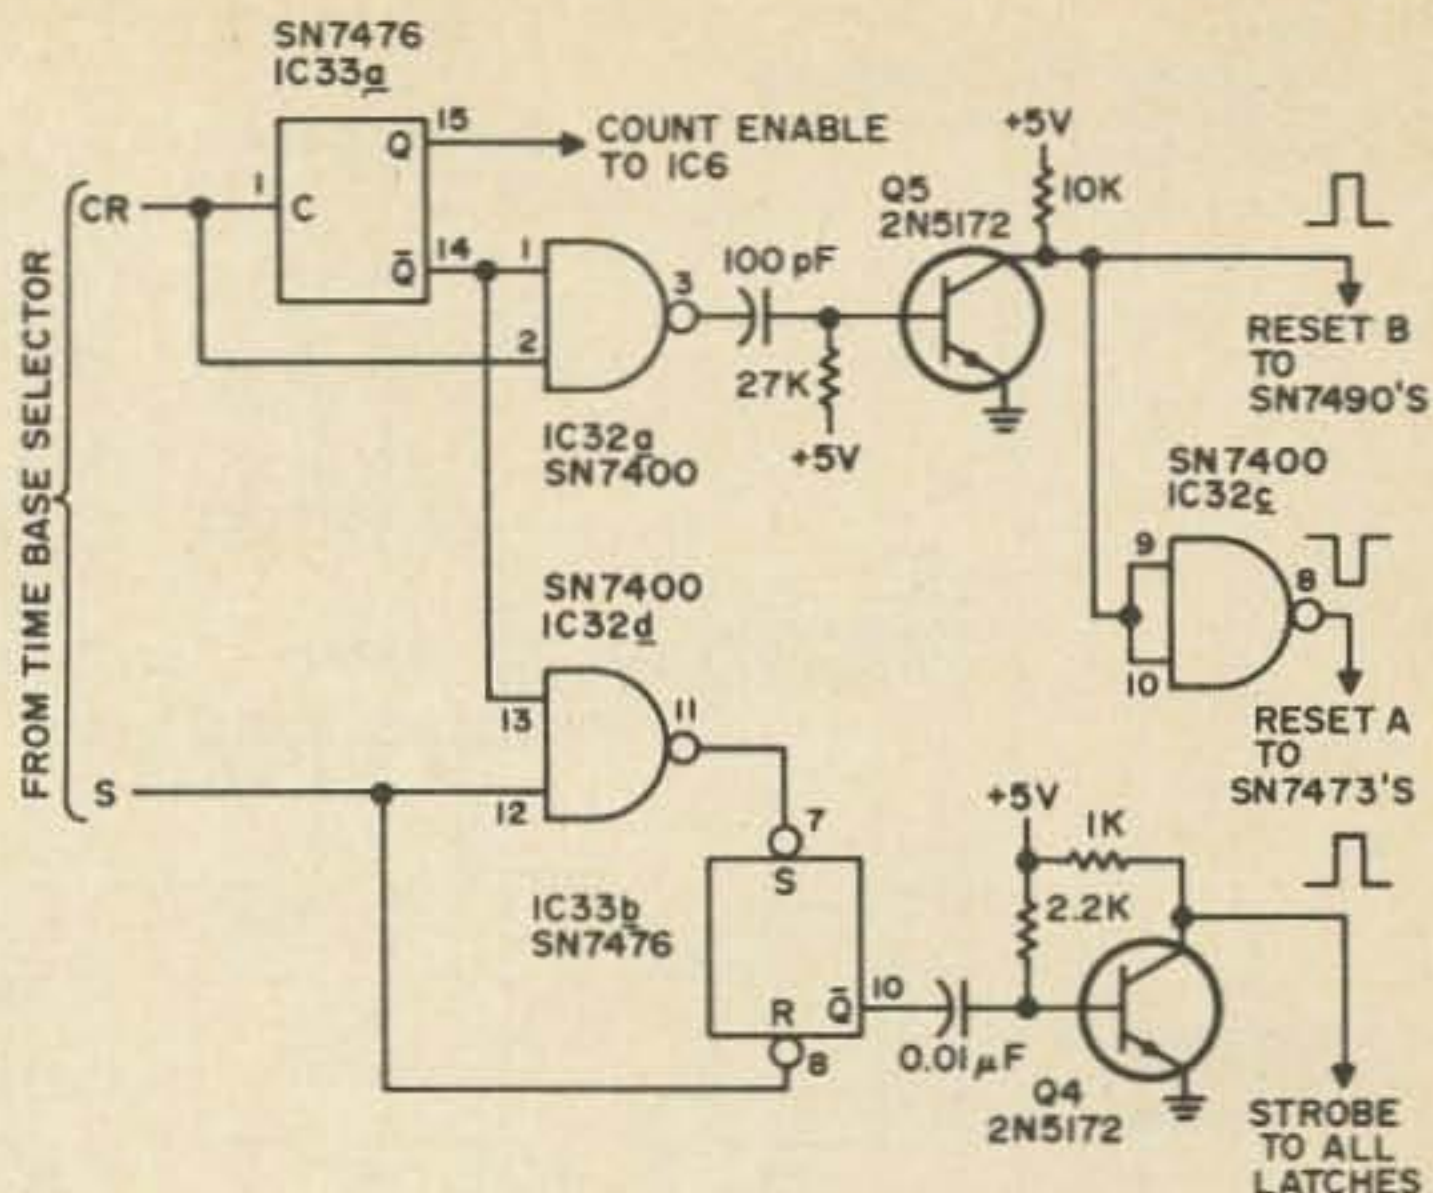 SN7476
IC33a
CR
1
C
Q
15
COUNT ENABLE
TO IC6
Q̄
14
1
2
3
IC32a
SN7400
100 pF
27K
+5V
Q5
2N5172
+5V
10K
RESET B
TO
SN7490'S
SN7400
IC32c
9
10
8
RESET A
TO
SN7473'S
FROM TIME BASE SELECTOR
S
SN7400
IC32d
13
12
11
7
S
IC33b
SN7476
R
Q̄
8
10
0.01 µF
+5V
1K
2.2K
Q4
2N5172
STROBE
TO ALL
LATCHES